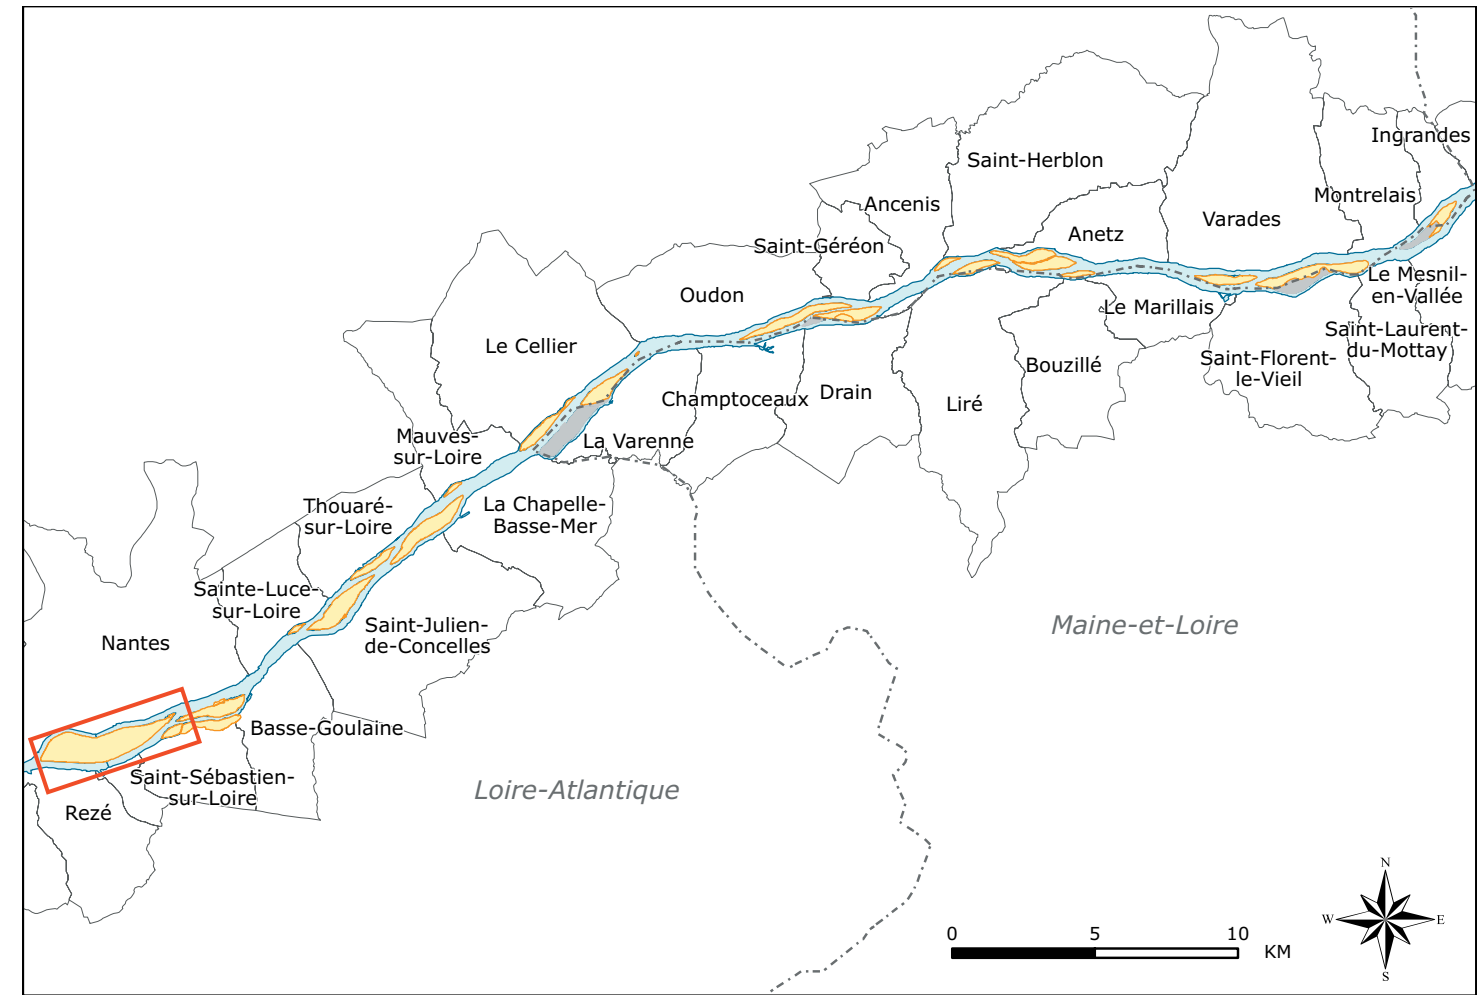 Ingrandes
Saint-Herblon
Montrelais
Ancenis
Varades
Anetz
Saint-Géréon
Le Mesnil-
en-Vallée
Oudon
Le Marillais
Saint-Laurent-
du-Mottay
Le Cellier
Saint-Florent-
le-Vieil
Bouzillé
Champtoceaux
Drain
Liré
Mauves-
sur-Loire
La Varenne
Thouaré-
sur-Loire
La Chapelle-
Basse-Mer
Sainte-Luce-
sur-Loire
Saint-Julien-
de-Concelles
Maine-et-Loire
Nantes
Basse-Goulaine
Saint-Sébastien-
sur-Loire
Loire-Atlantique
Rezé
N
W
E
S
0 5 10
KM